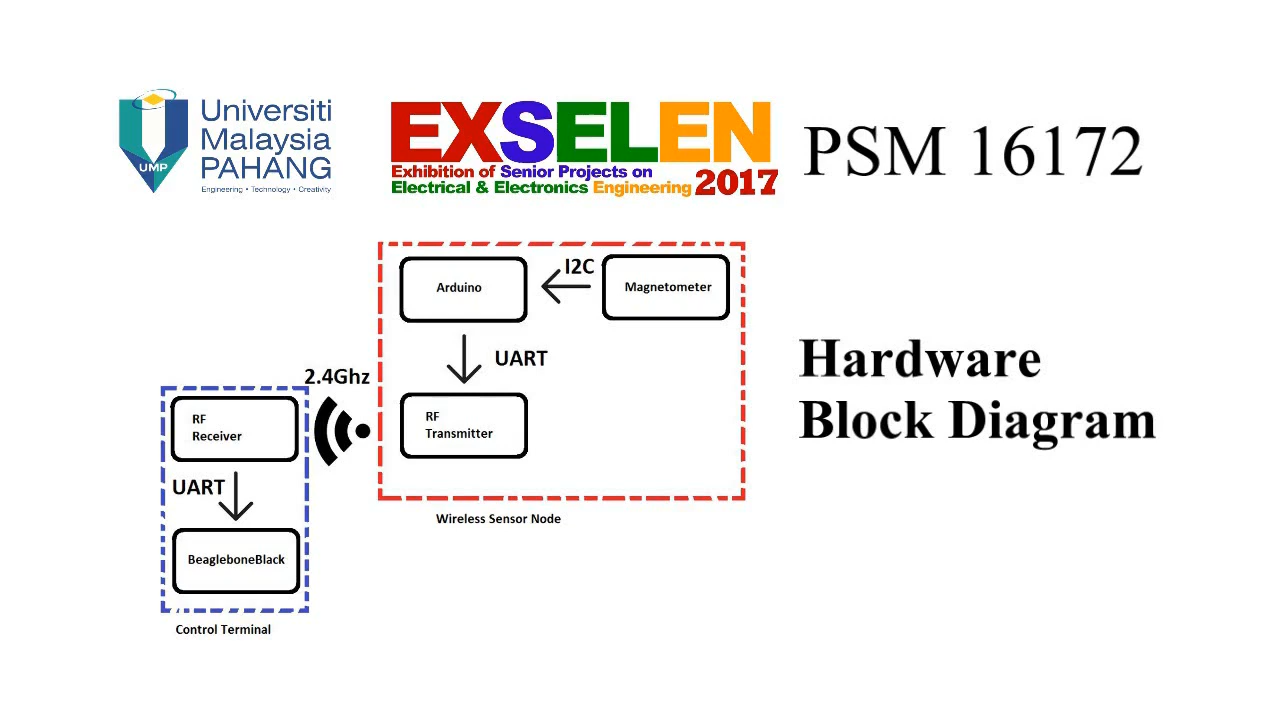 Universiti
Malaysia
PAHANG
Engineering • Technology • Creativity
UMP
EXSELEN
Exhibition of Senior Projects on
Electrical & Electronics Engineering 2017
PSM 16172
Arduino
I2C
Magnetometer
UART
RF
Transmitter
Wireless Sensor Node
2.4Ghz
RF
Receiver
UART
BeagleboneBlack
Control Terminal
Hardware
Block Diagram